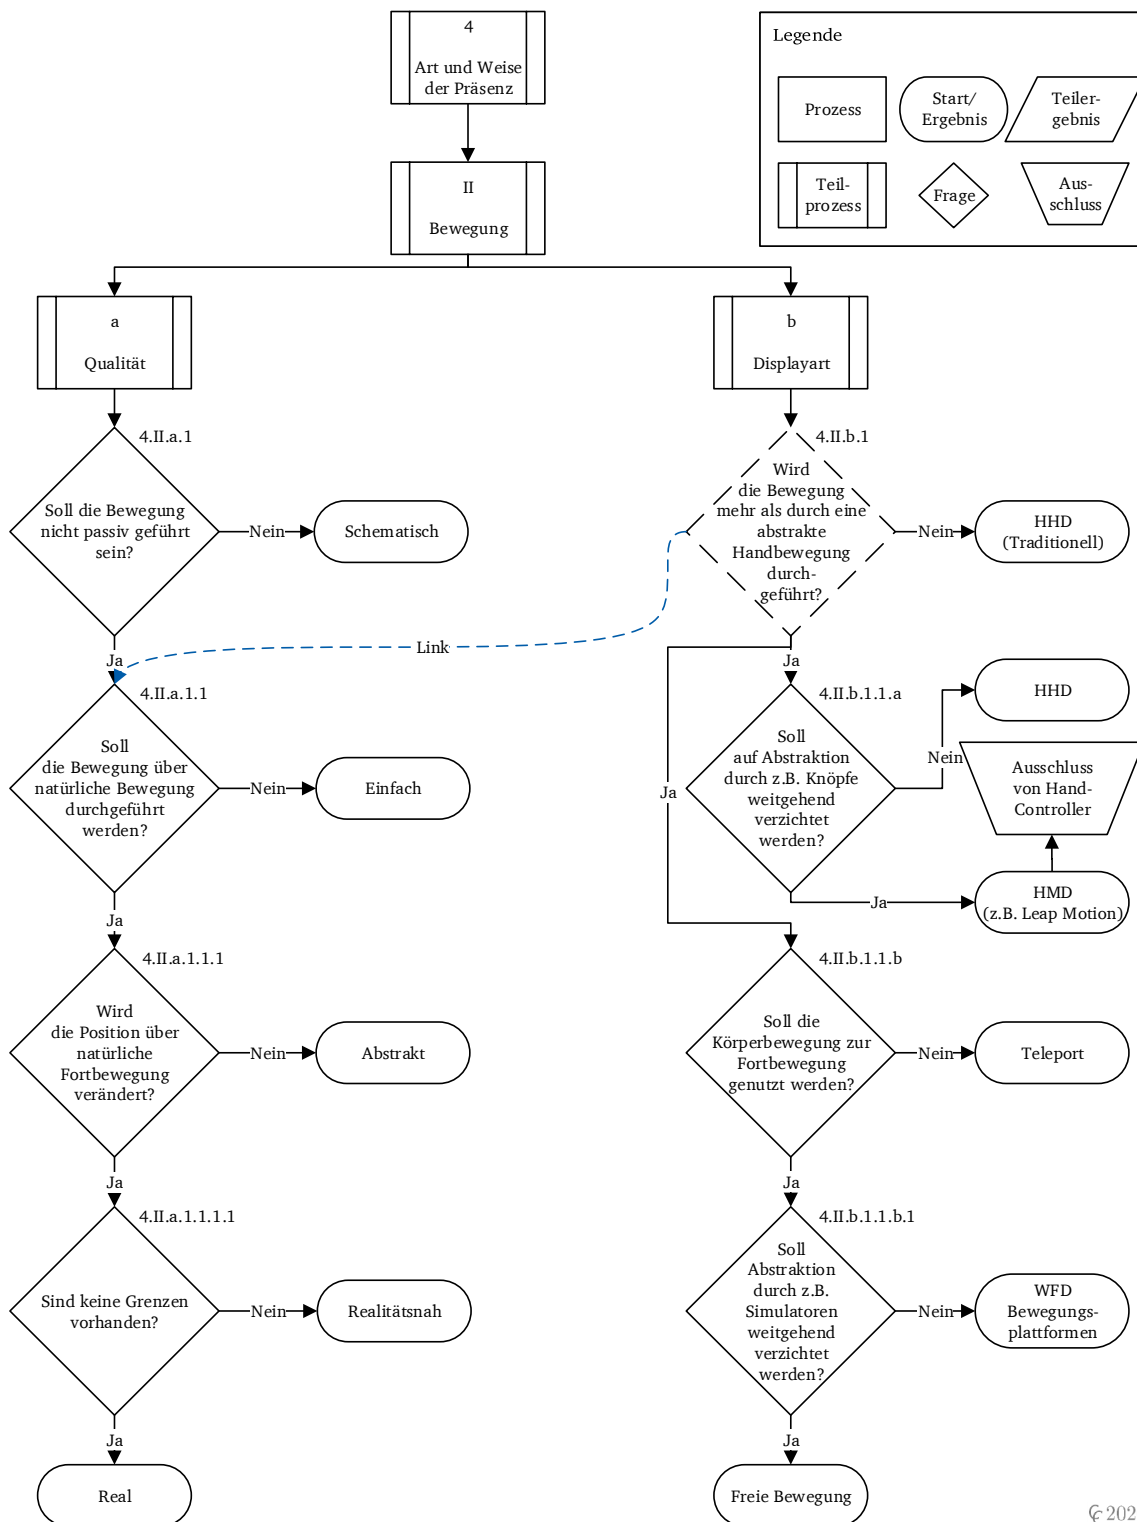 4
Art und Weise
der Präsenz
II
Bewegung
Legende
Prozess
Start/
Ergebnis
Teiler-
gebnis
Teil-
prozess
Frage
Aus-
schluss
a
Qualität
4.II.a.1
Soll die Bewegung
nicht passiv geführt
sein?
Nein
Schematisch
Ja
4.II.a.1.1
Soll
die Bewegung über
natürliche Bewegung
durchgeführt
werden?
Nein
Einfach
Ja
4.II.a.1.1.1
Wird
die Position über
natürliche
Fortbewegung
verändert?
Nein
Abstrakt
Ja
4.II.a.1.1.1.1
Sind keine Grenzen
vorhanden?
Nein
Realitätsnah
Ja
Real
Link
b
Displayart
4.II.b.1
Wird
die Bewegung
mehr als durch eine
abstrakte
Handbewegung
durch-
geführt?
Nein
HHD
(Traditionell)
Ja
Ja
4.II.b.1.1.a
Soll
auf Abstraktion
durch z.B. Knöpfe
weitgehend
verzichtet
werden?
Nein
HHD
Ausschluss
von Hand-
Controller
Ja
HMD
(z.B. Leap Motion)
4.II.b.1.1.b
Soll die
Körperbewegung zur
Fortbewegung
genutzt werden?
Nein
Teleport
Ja
4.II.b.1.1.b.1
Soll
Abstraktion
durch z.B.
Simulatoren
weitgehend
verzichtet
werden?
Nein
WFD
Bewegungs-
plattformen
Ja
Freie Bewegung
202